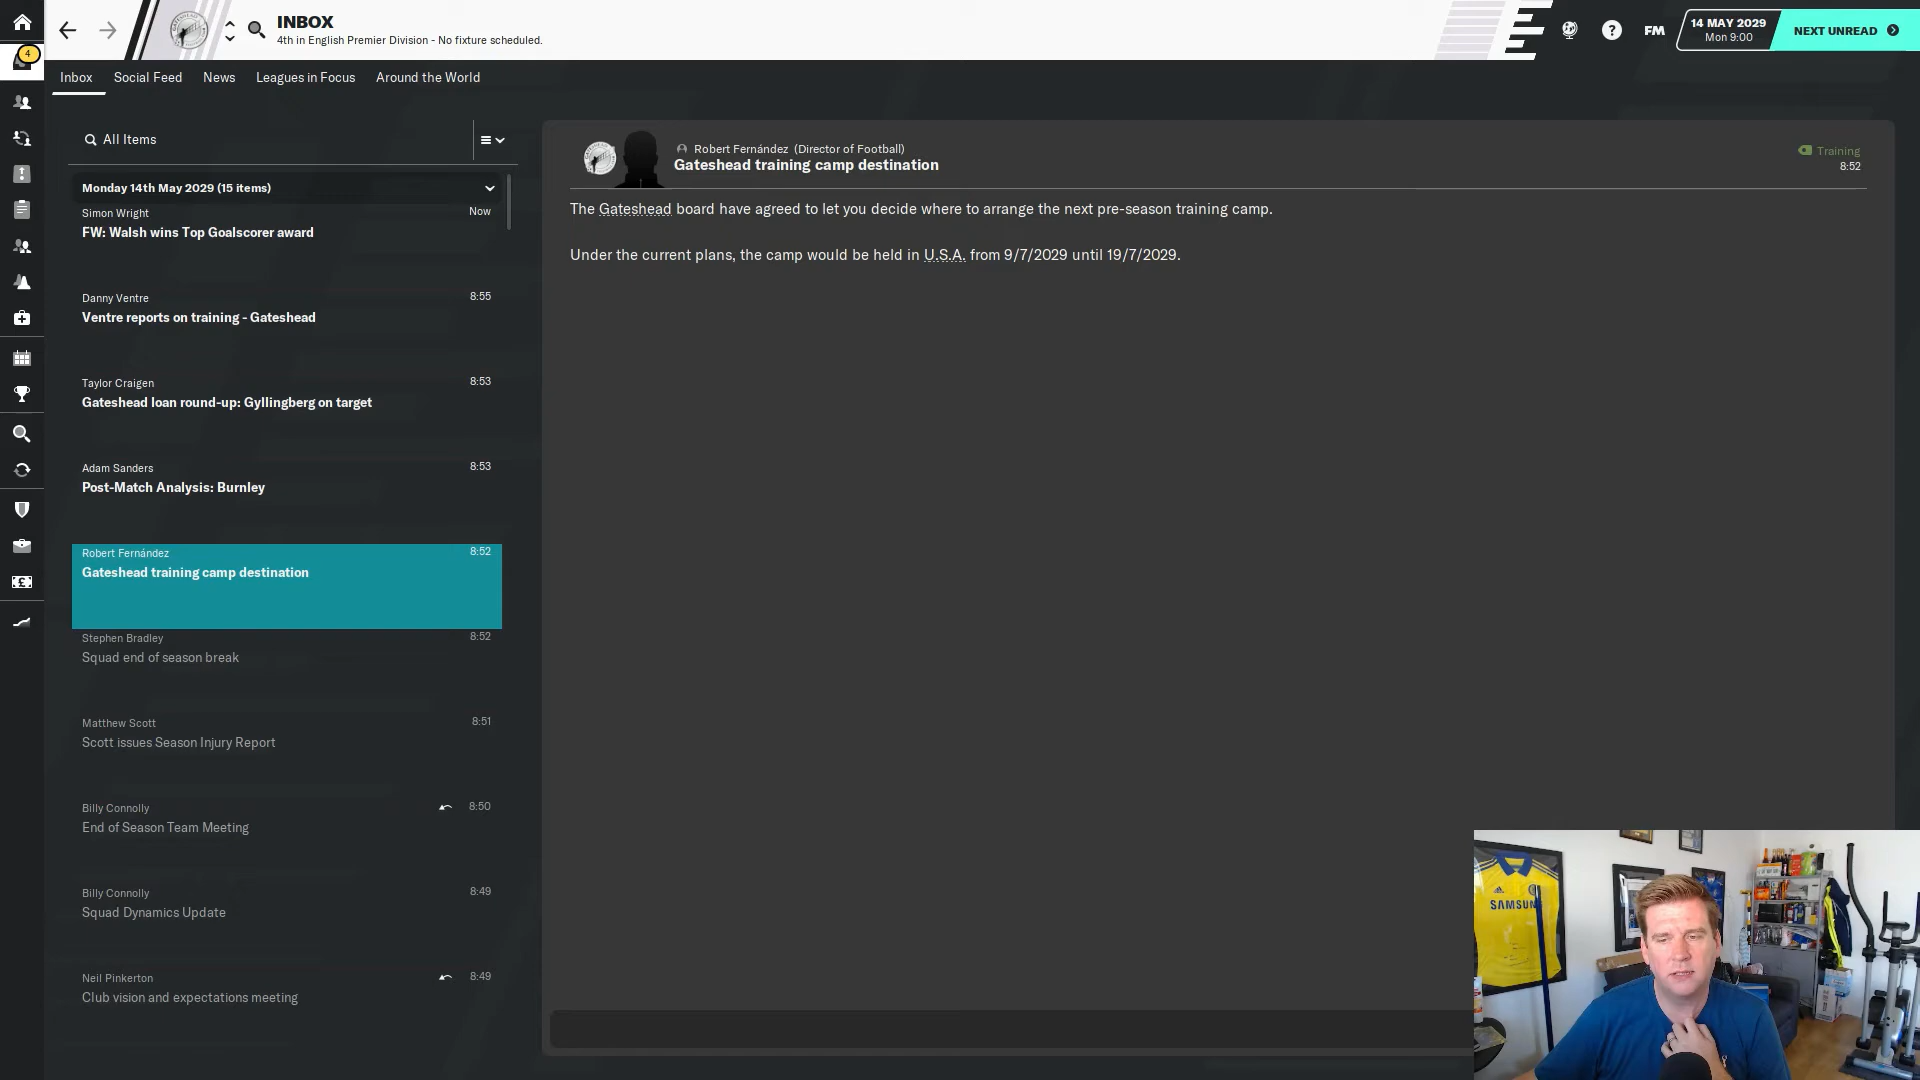 4
INBOX
4th in English Premier Division - No fixture scheduled.
?
FM
14 MAY 2029
Mon 9:00
NEXT UNREAD
Inbox
Social Feed
News
Leagues in Focus
Around the World
All Items
Monday 14th May 2029 (15 items)
Simon Wright
Now
FW: Walsh wins Top Goalscorer award
Danny Ventre
8:55
Ventre reports on training - Gateshead
Taylor Craigen
8:53
Gateshead loan round-up: Gyllingberg on target
Adam Sanders
8:53
Post-Match Analysis: Burnley
Robert Fernández
8:52
Gateshead training camp destination
Stephen Bradley
8:52
Squad end of season break
Matthew Scott
8:51
Scott issues Season Injury Report
Billy Connolly
8:50
End of Season Team Meeting
Billy Connolly
8:49
Squad Dynamics Update
Neil Pinkerton
8:49
Club vision and expectations meeting
Robert Fernández (Director of Football)
Gateshead training camp destination
Training
8:52
The Gateshead board have agreed to let you decide where to arrange the next pre-season training camp.
Under the current plans, the camp would be held in U.S.A. from 9/7/2029 until 19/7/2029.
SAMSUNG